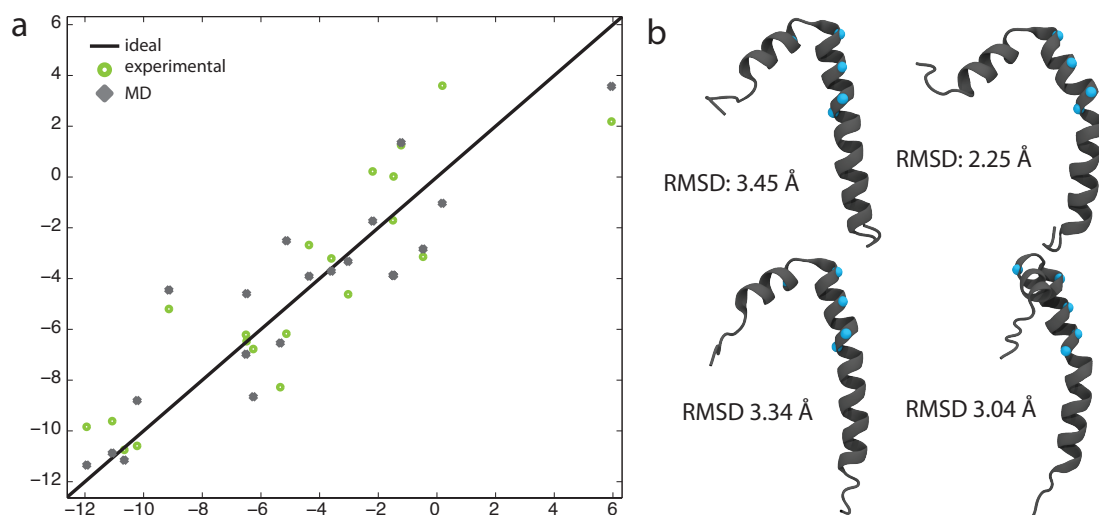 a
6
4
2
0
−2
−4
−6
−8
−10
−12
ideal
experimental
MD
−12 −10 −8 −6 −4 −2 0 2 4 6
b
RMSD: 3.45 Å
RMSD: 2.25 Å
RMSD 3.34 Å
RMSD 3.04 Å